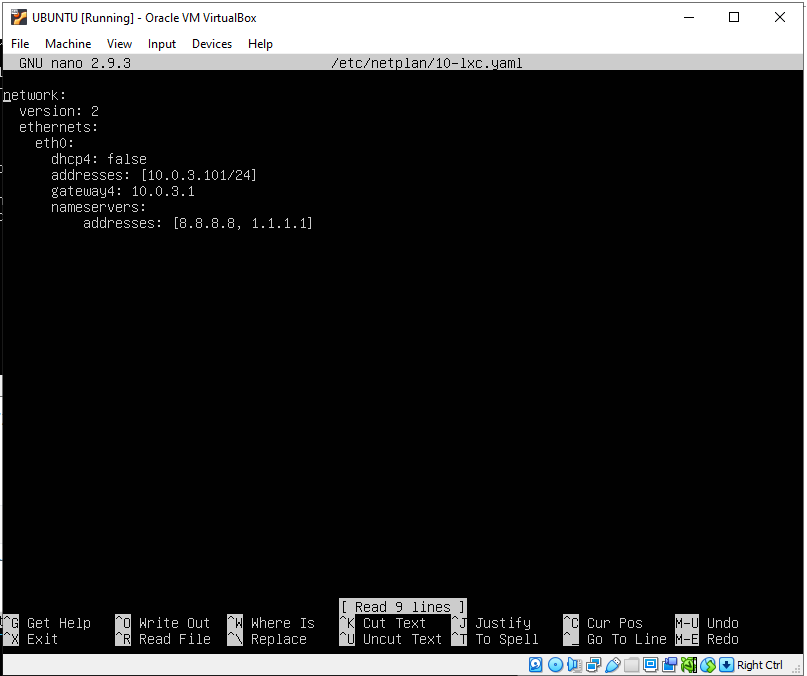 UBUNTU [Running] - Oracle VM VirtualBox
File Machine View Input Devices Help
GNU nano 2.9.3 /etc/netplan/10-lxc.yaml
network:
  version: 2
  ethernets:
    eth0:
      dhcp4: false
      addresses: [10.0.3.101/24]
      gateway4: 10.0.3.1
      nameservers:
          addresses: [8.8.8.8, 1.1.1.1]
[ Read 9 lines ]
^G Get Help ^O Write Out ^W Where Is ^K Cut Text ^J Justify ^C Cur Pos M-U Undo
^X Exit ^R Read File ^\ Replace ^U Uncut Text ^T To Spell ^_ Go To Line M-E Redo
Right Ctrl